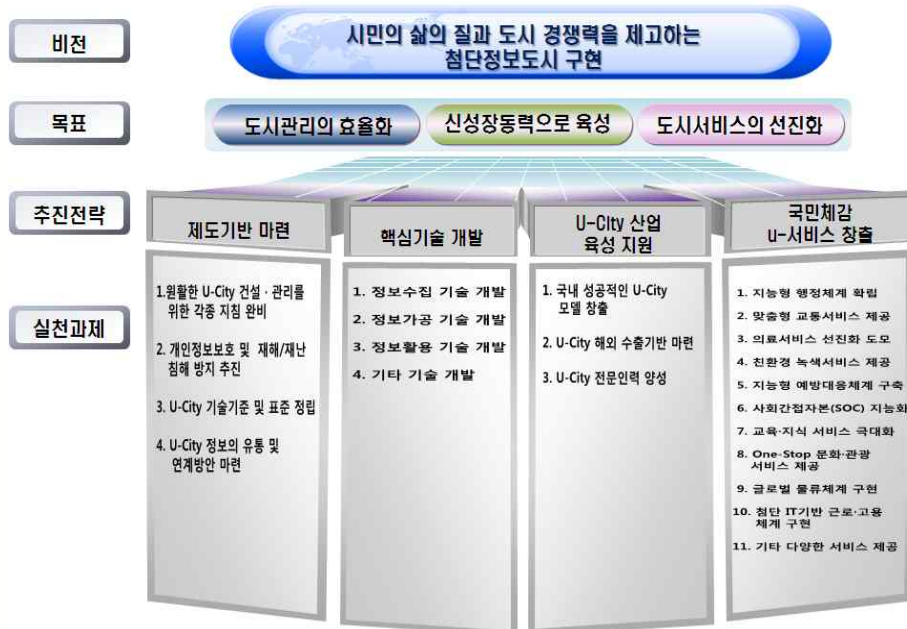 비전
시민의 삶의 질과 도시 경쟁력을 제고하는
첨단정보도시 구현
목표
도시관리의 효율화
신성장동력으로 육성
도시서비스의 선진화
추진전략
제도기반 마련
핵심기술 개발
U-CIty 산업
육성 지원
국민체감
U-서비스 창출
실천과제
1.원활한 U-City 건설·관리를
위한 각종 지침 완비
2. 개인정보보호 및 재해/재난
침해 방지 추진
3. U-City 기술기준 및 표준 정립
4. U-City 정보의 유통 및
연계방안 마련
1. 정보수집 기술 개발
2. 정보가공 기술 개발
3. 정보활용 기술 개발
4. 기타 기술 개발
1. 국내 성공적인 U-City
모델 창출
2. U-City 해외 수출기반 마련
3. U-City 전문인력 양성
1. 지능형 행정체계 확립
2. 맞춤형 교통서비스 제공
3. 의료서비스 선진화 도모
4. 친환경 녹색서비스 제공
5. 지능형 예방대응체계 구축
6. 사회간접자본(SOC) 지능화
7. 교육·지식 서비스 극대화
8. One-Stop 문화·관광
서비스 제공
9. 글로벌 물류체계 구현
10. 첨단 IT기반 근로·고용
체계 구현
11. 기타 다양한 서비스 제공